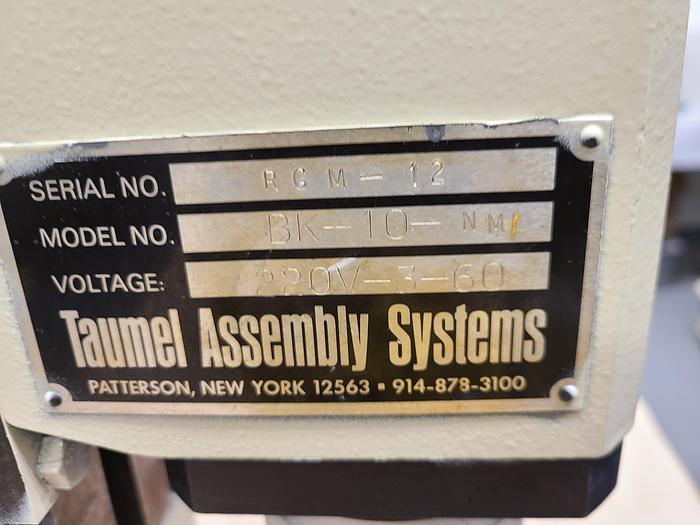 SERIAL NO. RGM-12
MODEL NO. BK-10-NM
VOLTAGE: 220V-3-60
Taumel Assembly Systems
PATTERSON, NEW YORK 12563 • 914-878-3100